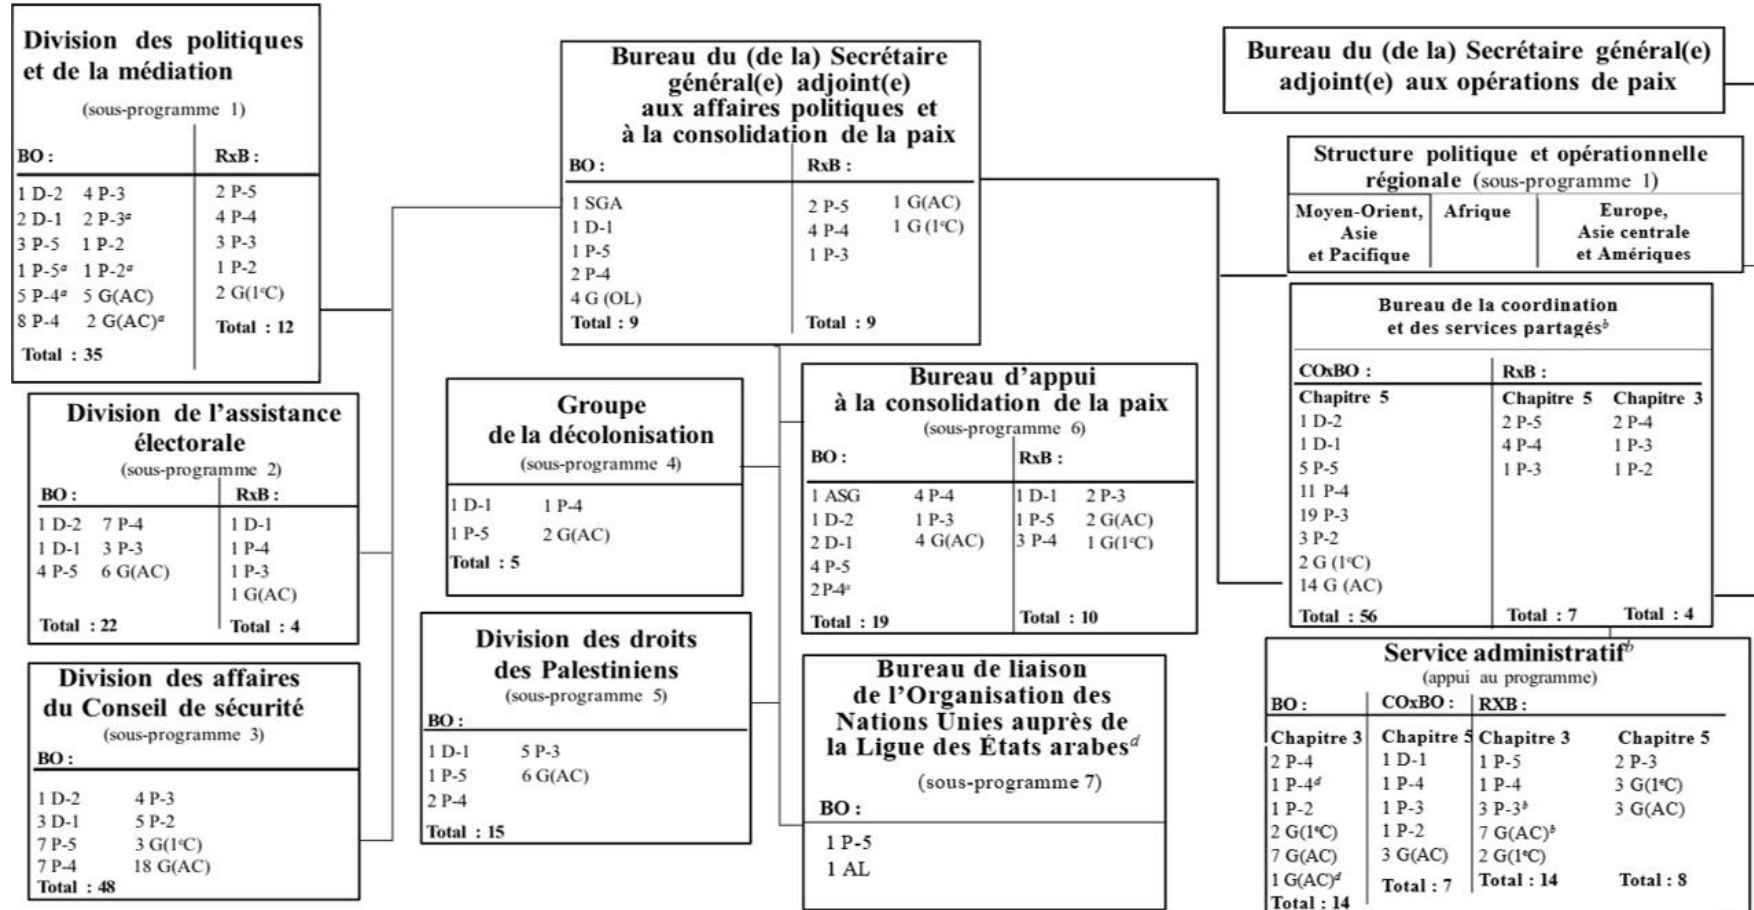 Division des politiques
et de la médiation
(sous-programme 1)
BO : RxB :
1 D-2 4 P-3 2 P-5
2 D-1 2 P-3ᵃ 4 P-4
3 P-5 1 P-2 3 P-3
1 P-5ᵃ 1 P-2ᵃ 1 P-2
5 P-4ᵃ 5 G(AC) 2 G(1ᵉC)
8 P-4 2 G(AC)ᵃ Total : 12
Total : 35
Division de l’assistance
électorale
(sous-programme 2)
BO : RxB :
1 D-2 7 P-4 1 D-1
1 D-1 3 P-3 1 P-4
4 P-5 6 G(AC) 1 P-3
1 G(AC)
Total : 22 Total : 4
Division des affaires
du Conseil de sécurité
(sous-programme 3)
BO :
1 D-2 4 P-3
3 D-1 5 P-2
7 P-5 3 G(1ᵉC)
7 P-4 18 G(AC)
Total : 48
Bureau du (de la) Secrétaire
général(e) adjoint(e)
aux affaires politiques et
à la consolidation de la paix
BO : RxB :
1 SGA 2 P-5 1 G(AC)
1 D-1 4 P-4 1 G (1ᵉC)
1 P-5 1 P-3
2 P-4
4 G (OL)
Total : 9 Total : 9
Groupe
de la décolonisation
(sous-programme 4)
1 D-1 1 P-4
1 P-5 2 G(AC)
Total : 5
Division des droits
des Palestiniens
(sous-programme 5)
BO :
1 D-1 5 P-3
1 P-5 6 G(AC)
2 P-4
Total : 15
Bureau d’appui
à la consolidation de la paix
(sous-programme 6)
BO : RxB :
1 ASG 4 P-4 1 D-1 2 P-3
1 D-2 1 P-3 1 P-5 2 G(AC)
2 D-1 4 G(AC) 3 P-4 1 G(1ᵉC)
4 P-5
2 P-4ᵃ
Total : 19 Total : 10
Bureau de liaison
de l’Organisation des
Nations Unies auprès de
la Ligue des États arabesᵈ
(sous-programme 7)
BO :
1 P-5
1 AL
Bureau du (de la) Secrétaire général(e)
adjoint(e) aux opérations de paix
Structure politique et opérationnelle
régionale (sous-programme 1)
Moyen-Orient, Afrique Europe,
Asie Asie centrale
et Pacifique et Amériques
Bureau de la coordination
et des services partagésᵇ
COxBO : RxB :
Chapitre 5 Chapitre 5 Chapitre 3
1 D-2 2 P-5 2 P-4
1 D-1 4 P-4 1 P-3
5 P-5 1 P-3 1 P-2
11 P-4
19 P-3
3 P-2
2 G (1ᵉC)
14 G (AC)
Total : 56 Total : 7 Total : 4
Service administratifᵇ
(appui au programme)
BO : COxBO : RXB :
Chapitre 3 Chapitre 5 Chapitre 3 Chapitre 5
2 P-4 1 D-1 1 P-5 2 P-3
1 P-4ᵈ 1 P-4 1 P-4 3 G(1ᵉC)
1 P-2 1 P-3 3 P-3ᵇ 3 G(AC)
2 G(1ᵉC) 1 P-2 7 G(AC)ᵇ
7 G(AC) 3 G(AC) 2 G(1ᵉC)
1 G(AC)ᵈ Total : 7 Total : 14 Total : 8
Total : 14